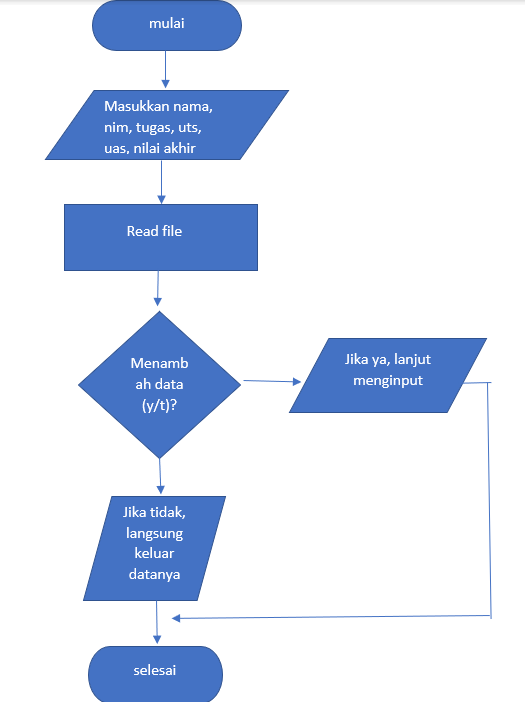 mulai
Masukkan nama,
nim, tugas, uts,
uas, nilai akhir
Read file
Menamb
ah data
(y/t)?
Jika ya, lanjut
menginput
Jika tidak,
langsung
keluar
datanya
selesai